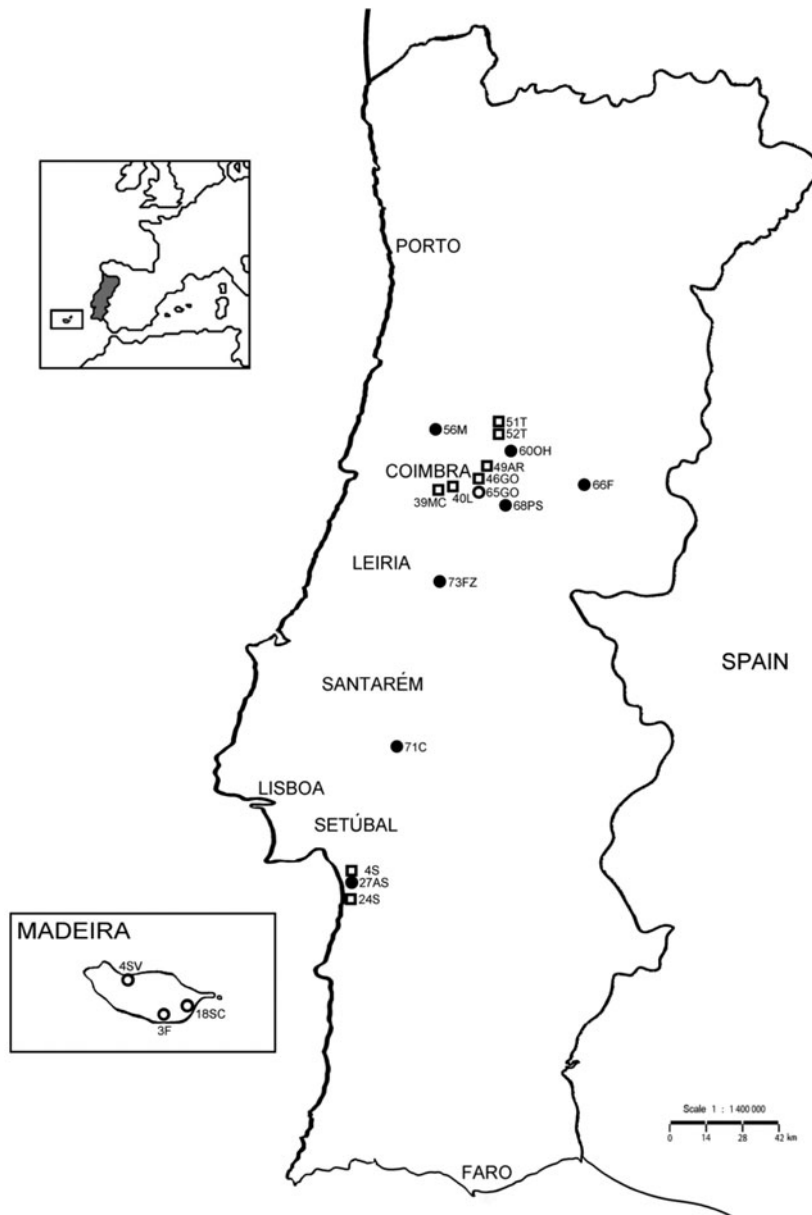 PORTO
51T
56M
52T
60OH
49AR
COIMBRA
46GO
66F
40L
65GO
39MC
68PS
LEIRIA
73FZ
SPAIN
SANTARÉM
71C
LISBOA
SETÚBAL
4S
27AS
24S
MADEIRA
4SV
18SC
3F
Scale 1 : 1 400 000
0 14 28 42 km
FARO